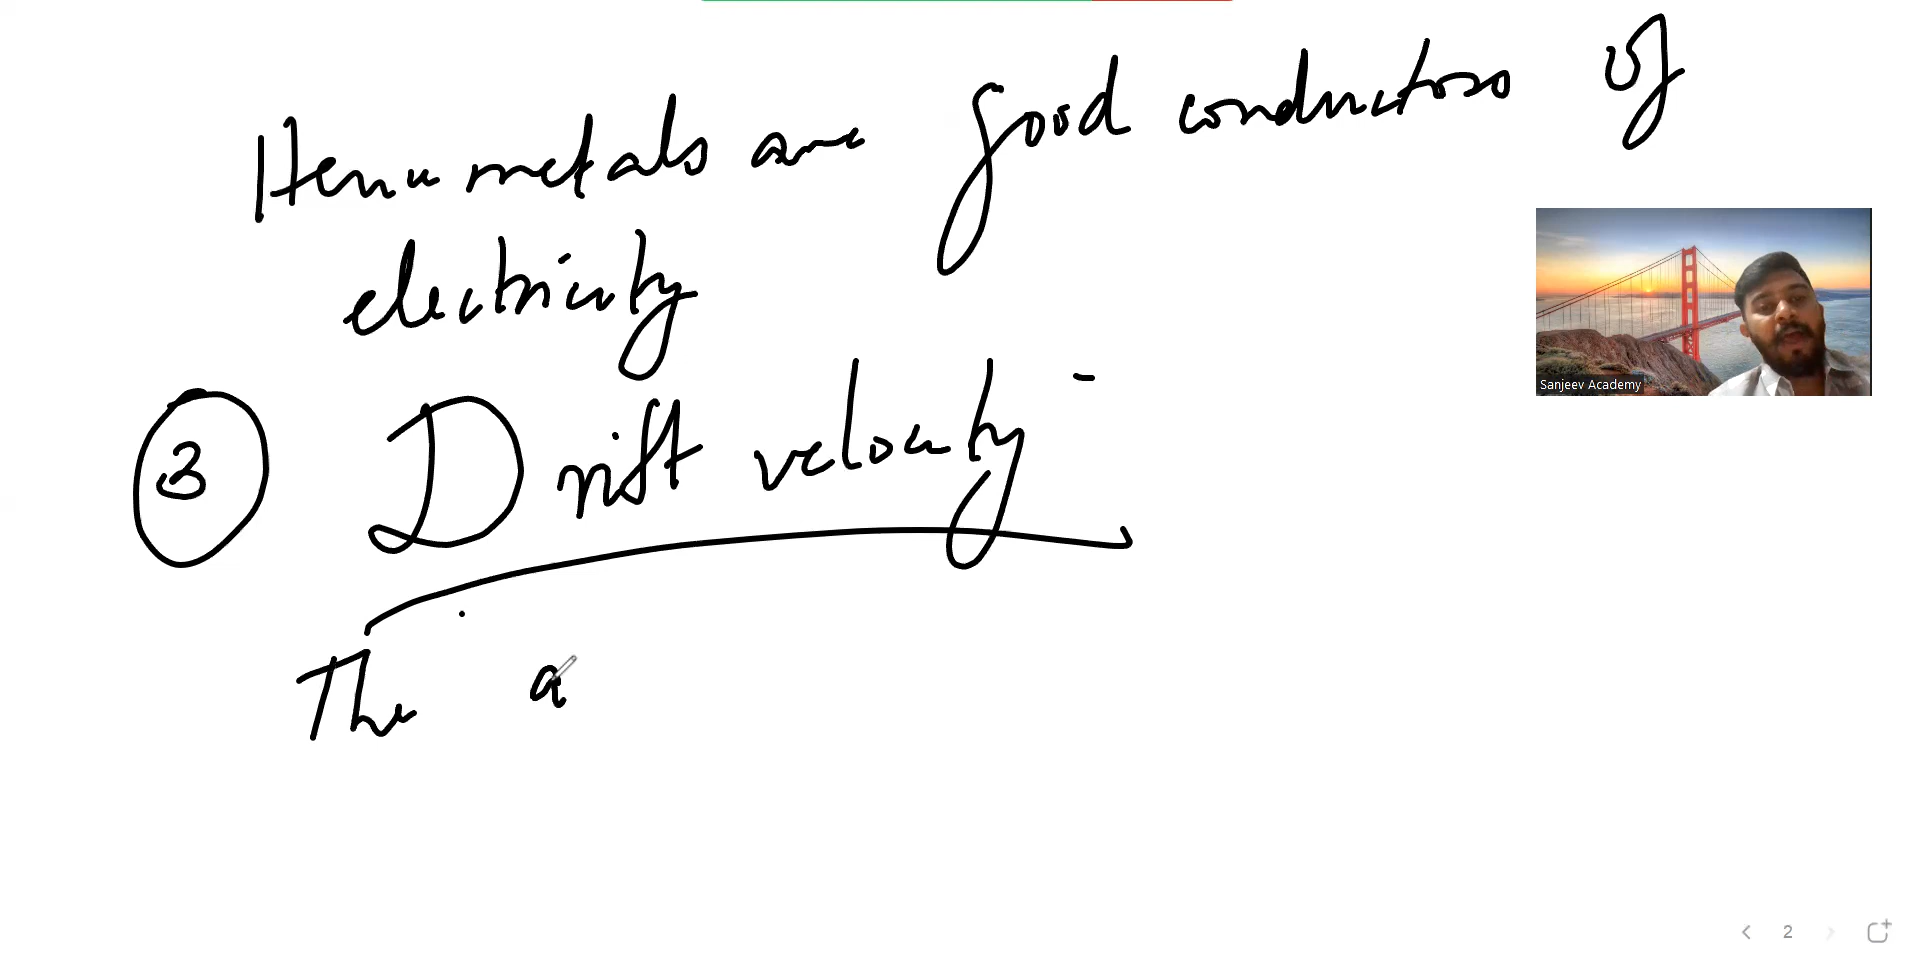 Hence metals are good conductors of
electricity
Sanjeev Academy
3 Drift velocity -
The a
2